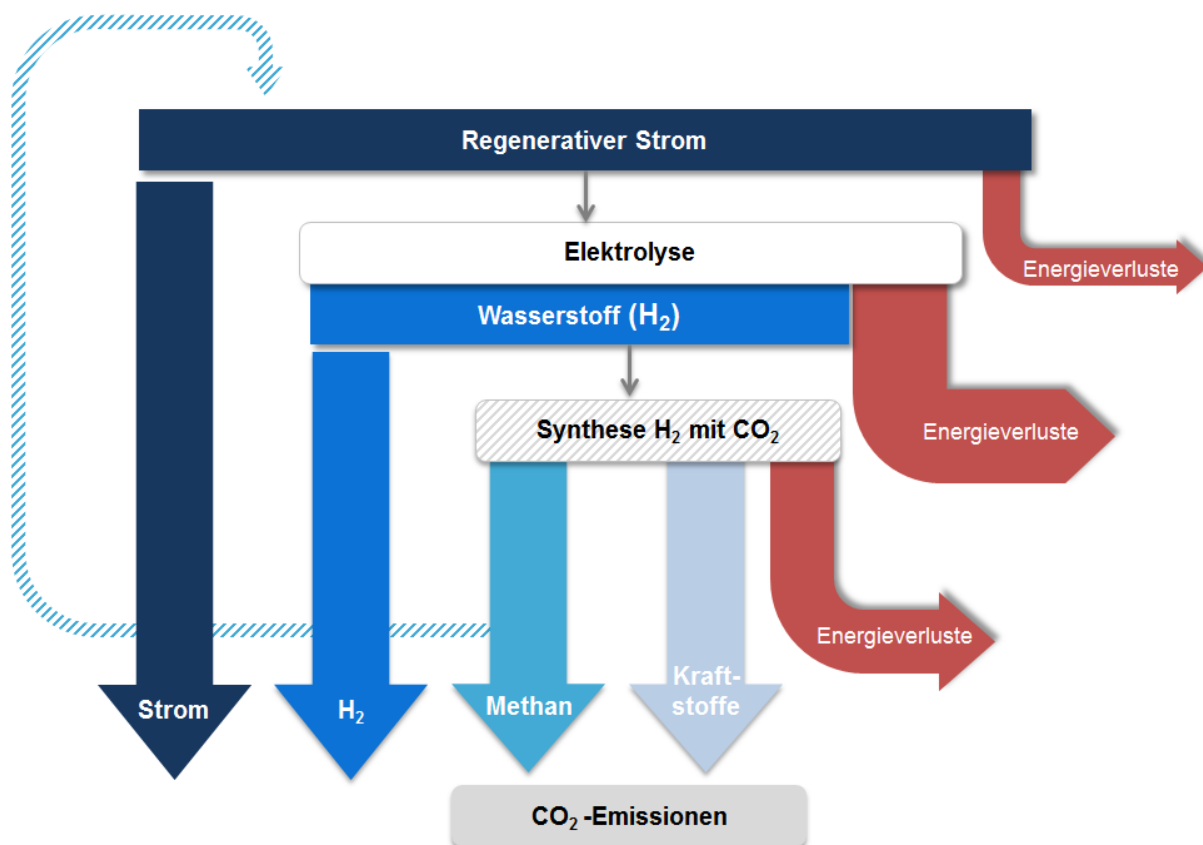 Regenerativer Strom
Elektrolyse
Energieverluste
Wasserstoff (H₂)
Synthese H₂ mit CO₂
Energieverluste
Energieverluste
Strom
H₂
Methan
Kraft-
stoffe
CO₂ -Emissionen